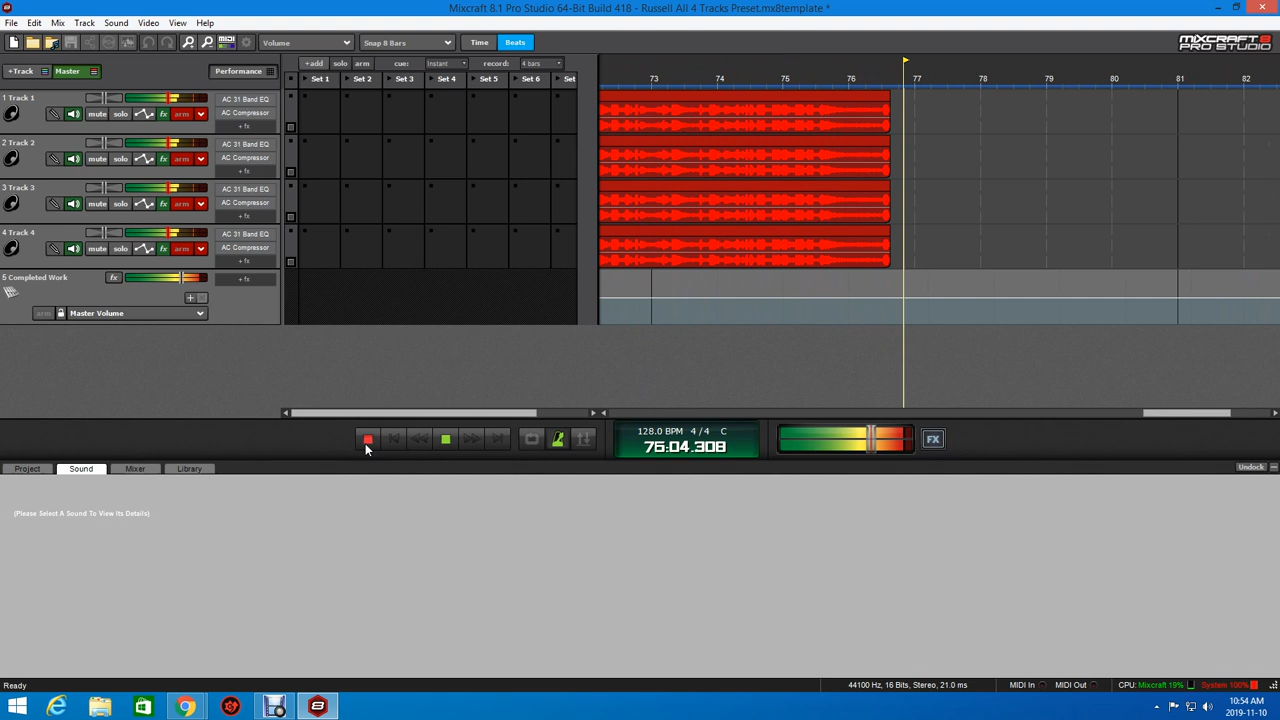 Mixcraft 8.1 Pro Studio 64-Bit Build 418 - Russell All 4 Tracks Preset.mx8template *
File Edit Mix Track Sound Video View Help
Volume Snap 8 Bars Time Beats MIXCRAFT 8 PRO STUDIO
+Track Master Performance +add solo arm cue: Instant record: 4 bars
Set 1 Set 2 Set 3 Set 4 Set 5 Set 6 Set 73 74 75 76 77 78 79 80 81 82
1 Track 1 AC 31 Band EQ
mute solo fx arm AC Compressor
+ fx
2 Track 2 AC 31 Band EQ
mute solo fx arm AC Compressor
+ fx
3 Track 3 AC 31 Band EQ
mute solo fx arm AC Compressor
+ fx
4 Track 4 AC 31 Band EQ
mute solo fx arm AC Compressor
+ fx
5 Completed Work fx + fx
+
arm Master Volume
128.0 BPM 4 / 4 C
76:04.308 FX
Project Sound Mixer Library Undock
(Please Select A Sound To View Its Details)
Ready 44100 Hz, 16 Bits, Stereo, 21.0 ms MIDI In MIDI Out CPU: Mixcraft 19% System 100%
10:54 AM
2019-11-10